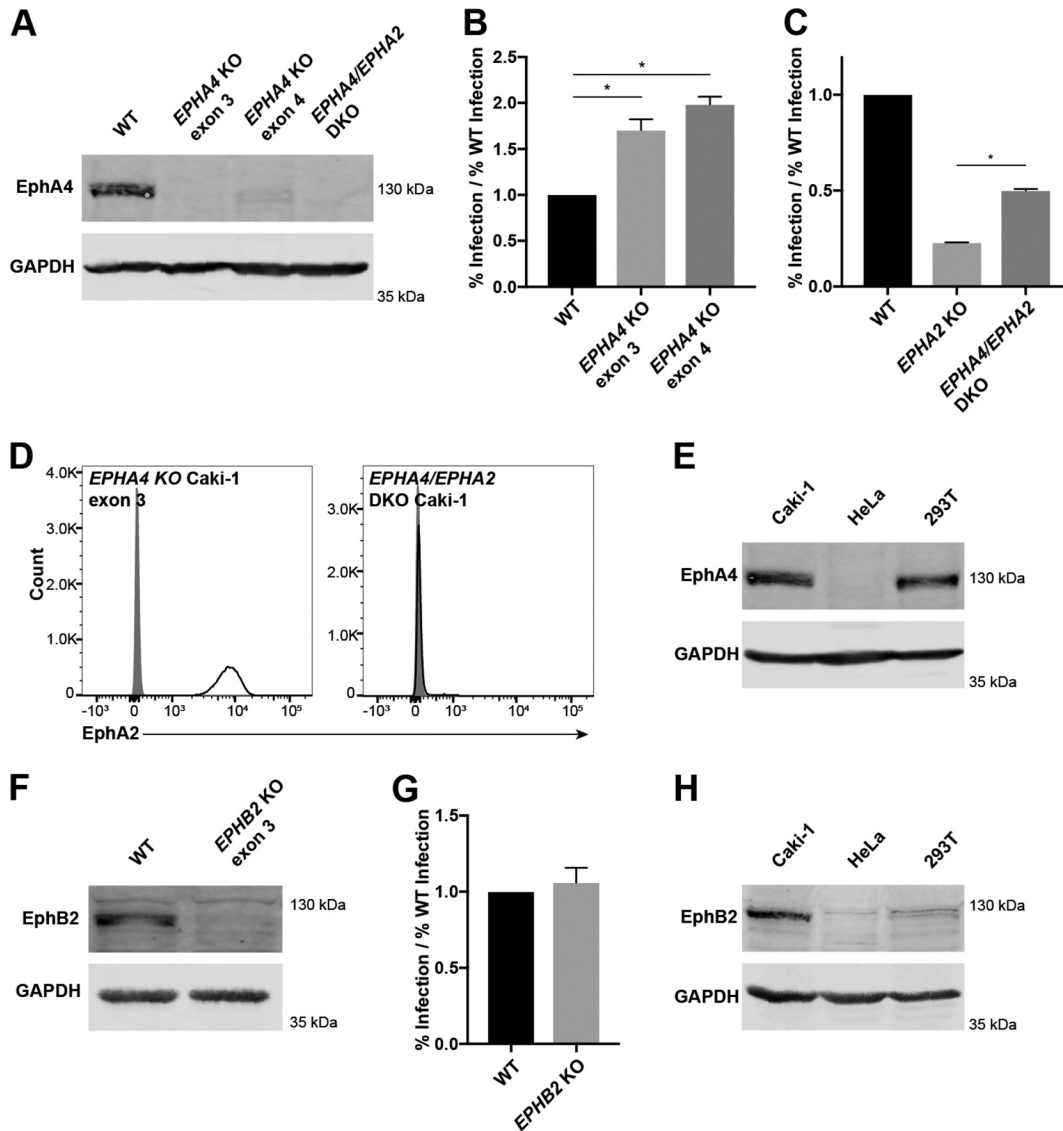 A
WT
EPHA4 KO
exon 3
EPHA4 KO
exon 4
EPHA4/EPHA2
DKO
EphA4
130 kDa
GAPDH
35 kDa
B
% Infection / % WT Infection
2.5
2.0
1.5
1.0
0.5
0.0
*
*
WT
EPHA4 KO
exon 3
EPHA4 KO
exon 4
C
% Infection / % WT Infection
1.0
0.5
0.0
*
WT
EPHA2 KO
EPHA4/EPHA2
DKO
D
Count
4.0K
3.0K
2.0K
1.0K
0
EPHA4 KO Caki-1
exon 3
-10³ 0 10³ 10⁴ 10⁵
3.0K
2.0K
1.0K
0
EPHA4/EPHA2
DKO Caki-1
-10³ 0 10³ 10⁴ 10⁵
EphA2
E
Caki-1
HeLa
293T
EphA4
130 kDa
GAPDH
35 kDa
F
WT
EPHB2 KO
exon 3
EphB2
130 kDa
GAPDH
35 kDa
G
% Infection / % WT Infection
1.5
1.0
0.5
0.0
WT
EPHB2 KO
H
Caki-1
HeLa
293T
EphB2
130 kDa
GAPDH
35 kDa